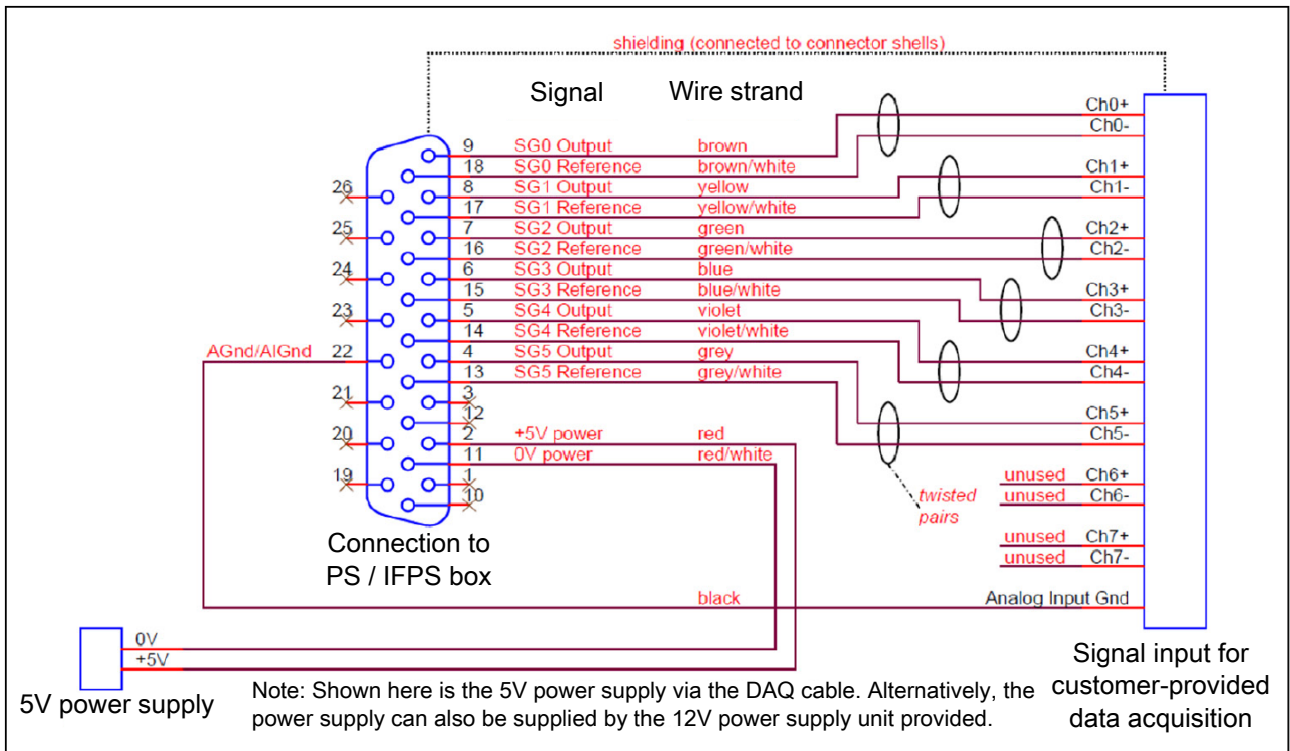 shielding (connected to connector shells)
Signal Wire strand
Ch0+
Ch0-
9 SG0 Output brown
18 SG0 Reference brown/white
Ch1+
26 8 SG1 Output yellow Ch1-
17 SG1 Reference yellow/white
25 7 SG2 Output green Ch2+
16 SG2 Reference green/white Ch2-
24 6 SG3 Output blue
15 SG3 Reference blue/white Ch3+
23 5 SG4 Output violet Ch3-
14 SG4 Reference violet/white
AGnd/AIGnd 22 4 SG5 Output grey Ch4+
13 SG5 Reference grey/white Ch4-
21 3
12 Ch5+
20 2 +5V power red Ch5-
11 0V power red/white
19 1 unused Ch6+
10 unused Ch6-
twisted
pairs
unused Ch7+
unused Ch7-
Connection to
PS / IFPS box
black Analog Input Gnd
0V
+5V
5V power supply
Note: Shown here is the 5V power supply via the DAQ cable. Alternatively, the
power supply can also be supplied by the 12V power supply unit provided.
Signal input for
customer-provided
data acquisition